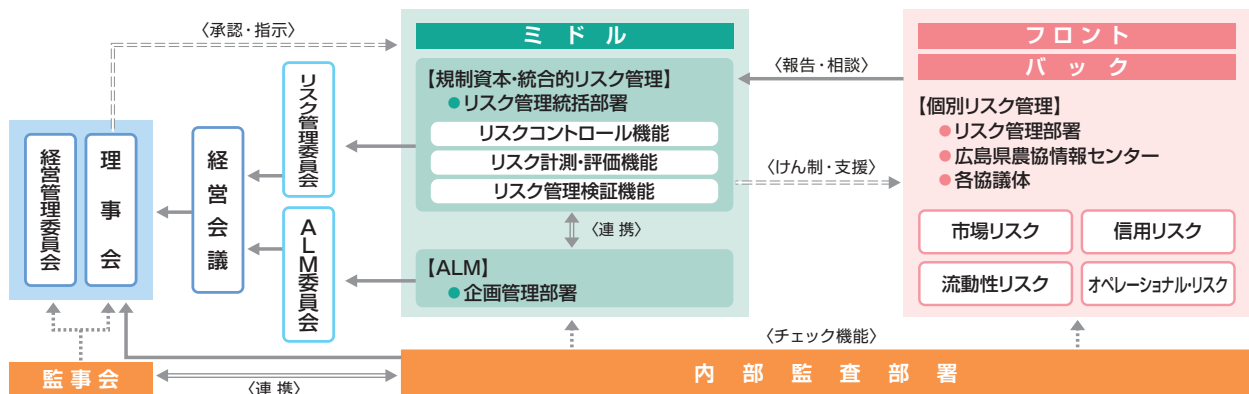 〈承認・指示〉
ミドル
フロント
バック
〈報告・相談〉
【規制資本・統合的リスク管理】
●リスク管理統括部署
リスクコントロール機能
リスク計測・評価機能
リスク管理検証機能
〈けん制・支援〉
〈連携〉
【ALM】
●企画管理部署
【個別リスク管理】
●リスク管理部署
●広島県農協情報センター
●各協議体
市場リスク
信用リスク
流動性リスク
オペレーショナル・リスク
経営管理委員会
理事会
経営会議
リスク管理委員会
ALM委員会
〈チェック機能〉
監事会
〈連携〉
内部監査部署